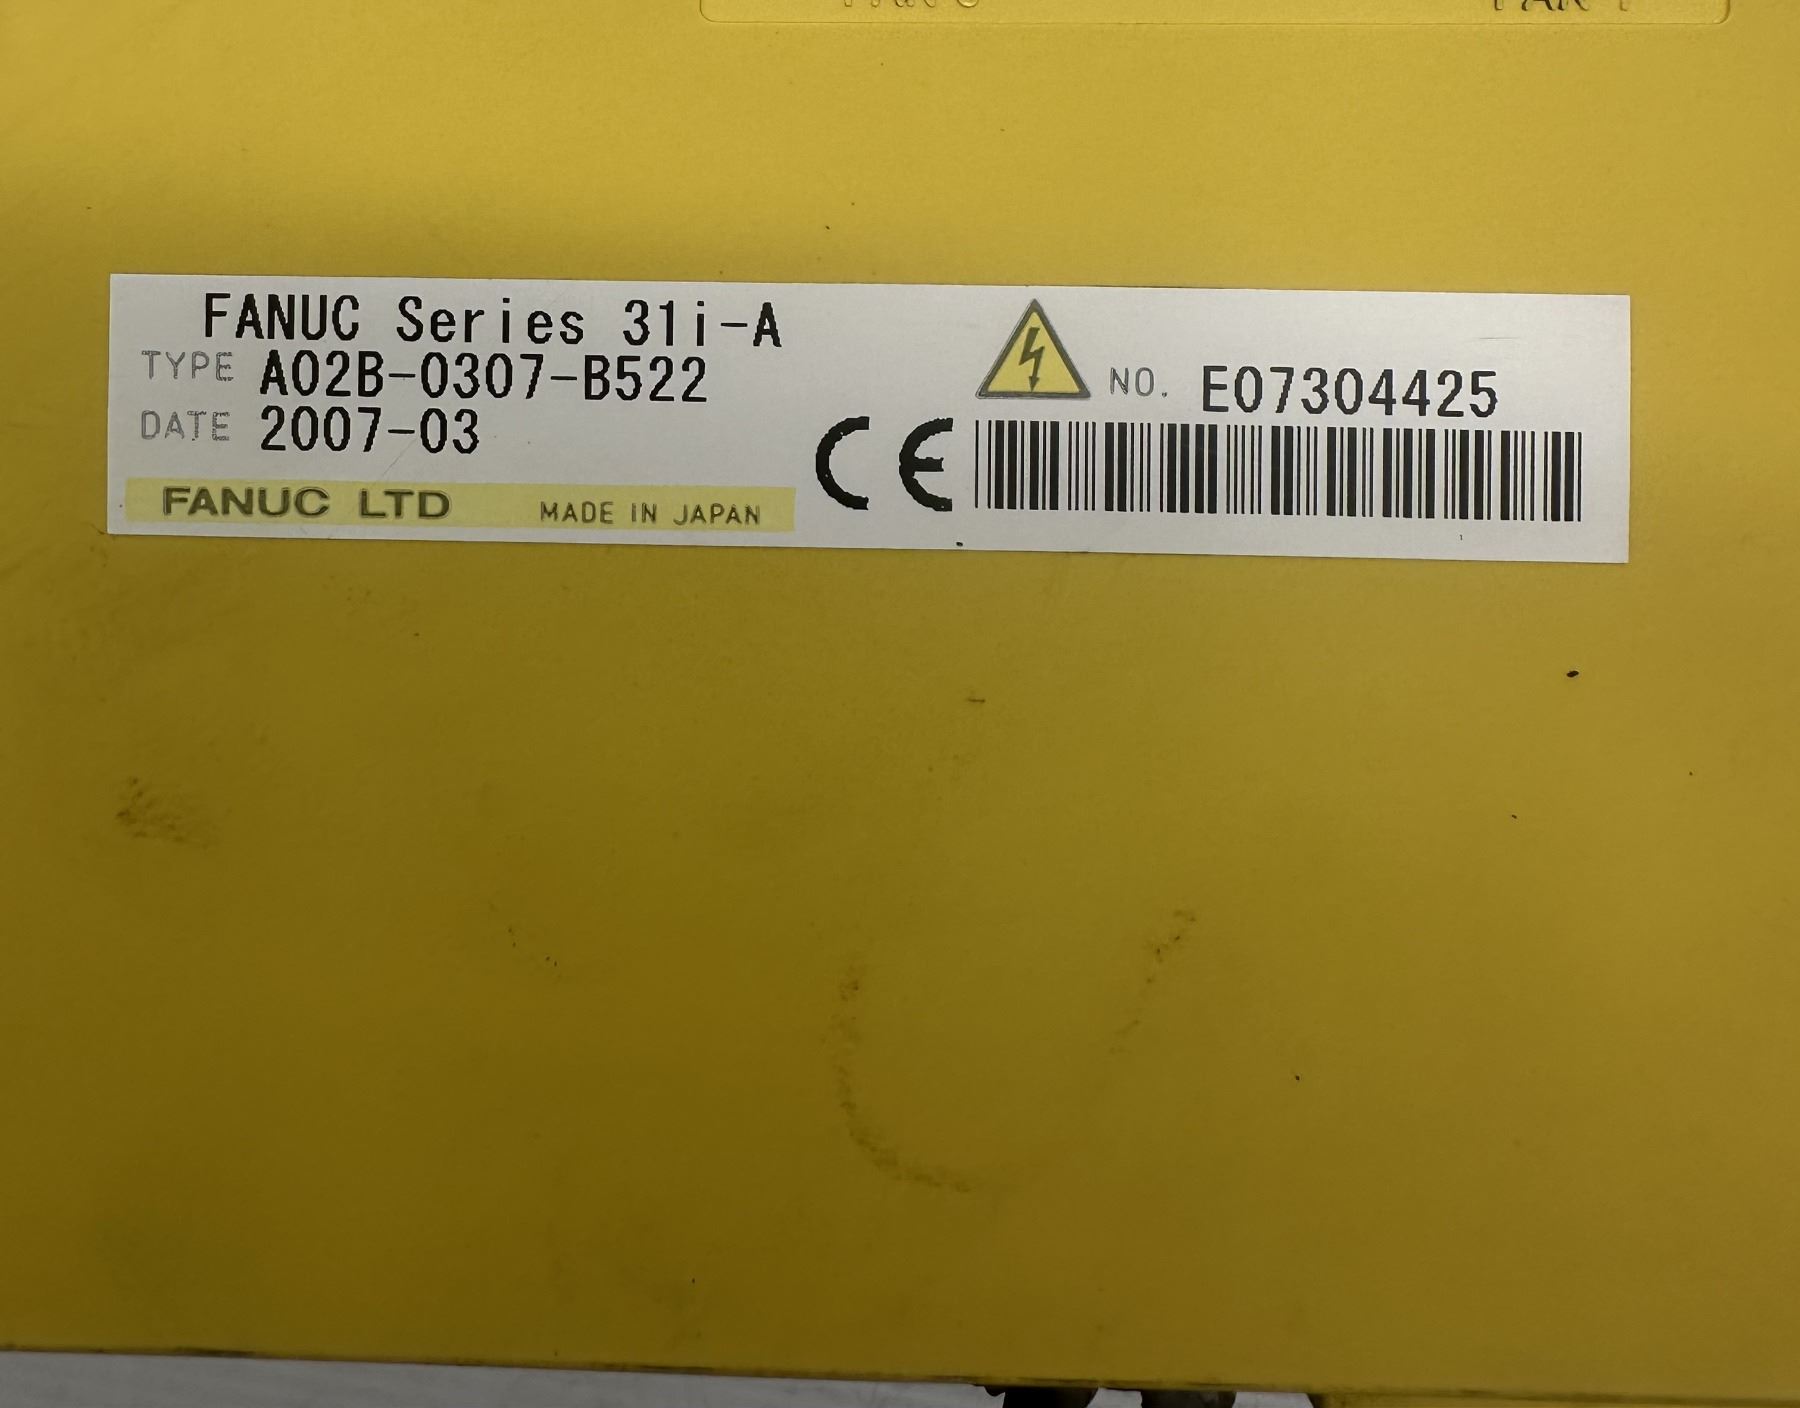 FANUC Series 31i-A
TYPE A02B-0307-B522
DATE 2007-03
FANUC LTD MADE IN JAPAN
CE
NO. E07304425